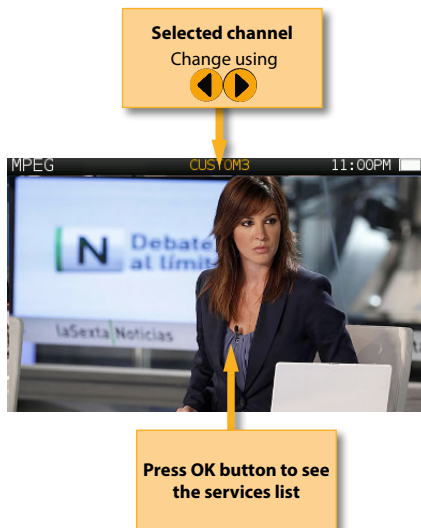 Selected channel
Change using
MPEG CUSTOM3 11:00PM
N Debate
al límite
laSexta Noticias
Press OK button to see
the services list